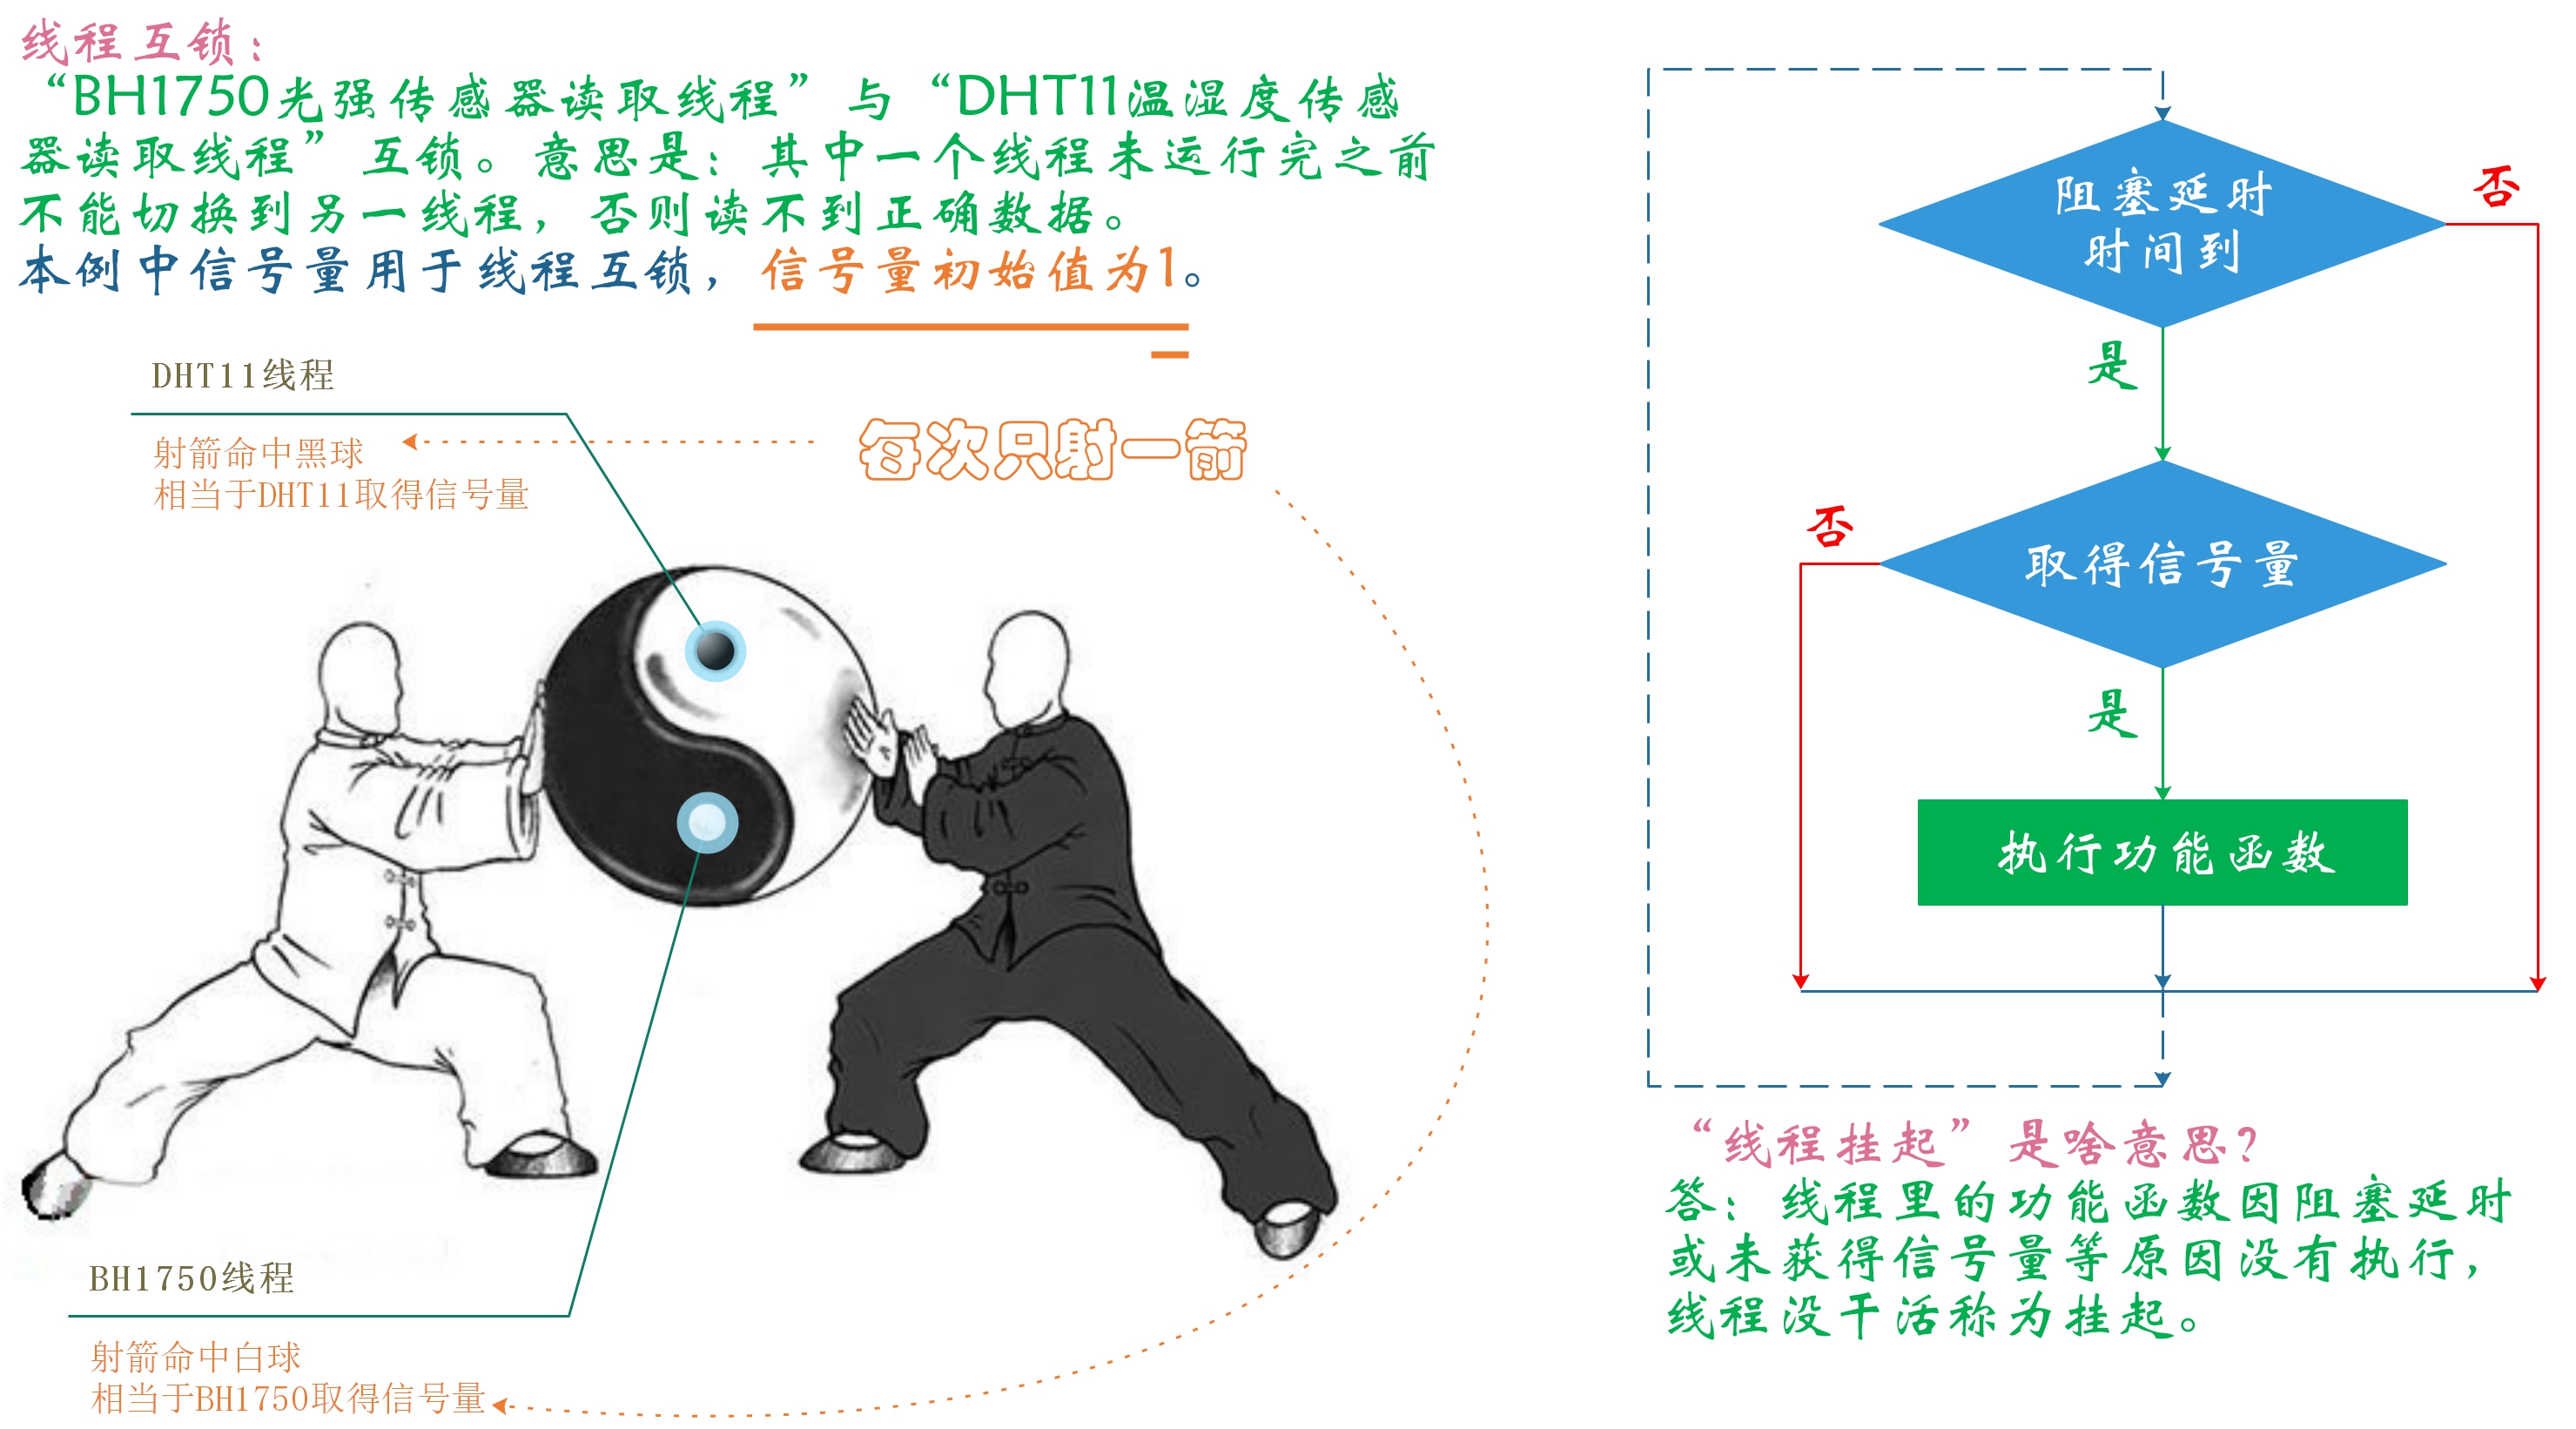 线程互锁：
“BH1750光强传感器读取线程”与“DHT11温湿度传感
器读取线程”互锁。意思是：其中一个线程未运行完之前
不能切换到另一线程，否则读不到正确数据。
本例中信号量用于线程互锁，信号量初始值为1。
DHT11线程
射箭命中黑球
相当于DHT11取得信号量
每次只射一箭
BH1750线程
射箭命中白球
相当于BH1750取得信号量
阻塞延时
时间到
否
是
取得信号量
否
是
执行功能函数
“线程挂起”是啥意思？
答：线程里的功能函数因阻塞延时
或未获得信号量等原因没有执行，
线程没干活称为挂起。